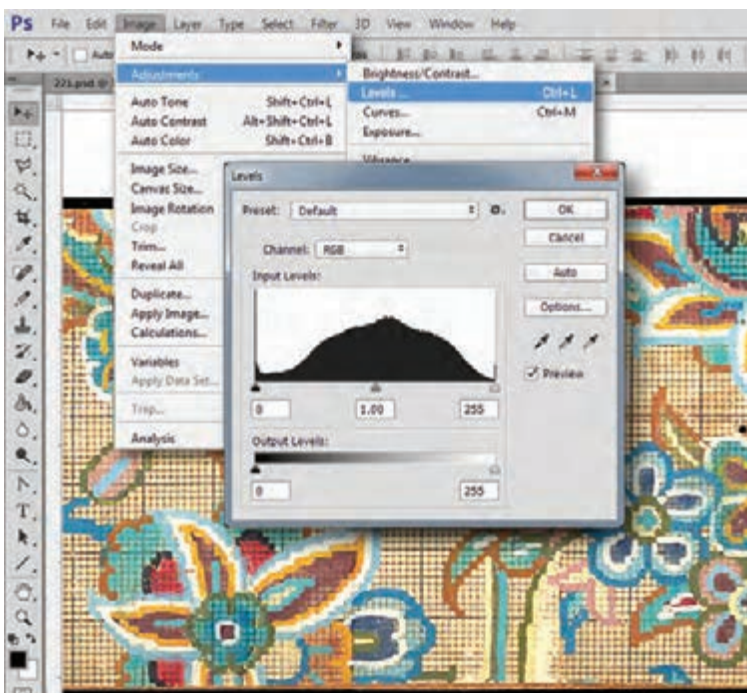 Ps File Edit Image Layer Type Select Filter 3D View Window Help
221.psd @
Mode
Adjustments
Auto Tone Shift+Ctrl+L
Auto Contrast Alt+Shift+Ctrl+L
Auto Color Shift+Ctrl+B
Image Size...
Canvas Size...
Image Rotation
Crop
Trim...
Reveal All
Duplicate...
Apply Image...
Calculations...
Variables
Apply Data Set...
Trap...
Analysis
Brightness/Contrast...
Levels... Ctrl+L
Curves... Ctrl+M
Exposure...
Vibrance
Levels
Preset: Default
OK
Channel: RGB
Cancel
Input Levels:
Auto
Options...
Preview
0 1.00 255
Output Levels:
0 255